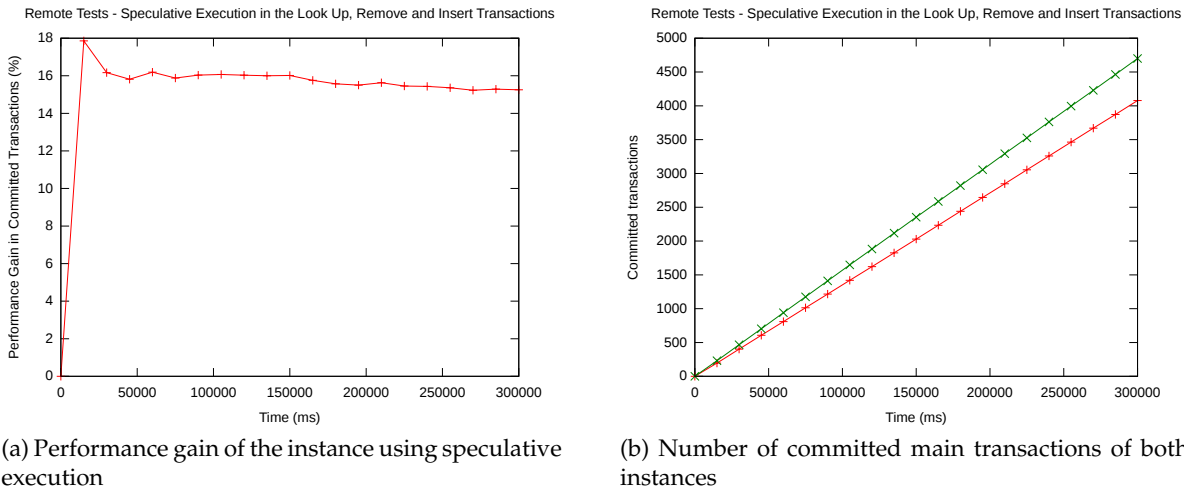 Remote Tests - Speculative Execution in the Look Up, Remove and Insert Transactions
Performance Gain in Committed Transactions (%)
18
16
14
12
10
8
6
4
2
0
0 50000 100000 150000 200000 250000 300000
Time (ms)
(a) Performance gain of the instance using speculative
execution
Remote Tests - Speculative Execution in the Look Up, Remove and Insert Transactions
Committed transactions
5000
4500
4000
3500
3000
2500
2000
1500
1000
500
0
0 50000 100000 150000 200000 250000 300000
Time (ms)
(b) Number of committed main transactions of both
instances